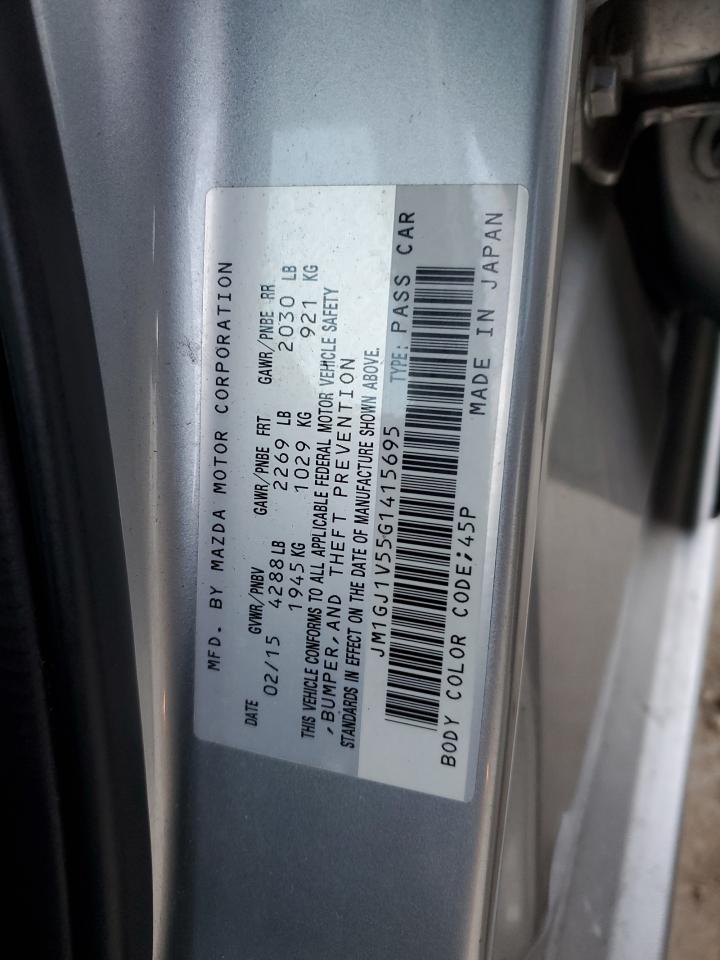 MFD. BY MAZDA MOTOR CORPORATION
DATE GVWR/PNBV GAWR/PNBE FRT GAWR/PNBE RR
02/15 4288 LB 2269 LB 2030 LB
1945 KG 1029 KG 921 KG
THIS VEHICLE CONFORMS TO ALL APPLICABLE FEDERAL MOTOR VEHICLE SAFETY
, BUMPER, AND THEFT PREVENTION
STANDARDS IN EFFECT ON THE DATE OF MANUFACTURE SHOWN ABOVE.
JM1GJ1V55G1415695 TYPE: PASS CAR
BODY COLOR CODE;45P MADE IN JAPAN